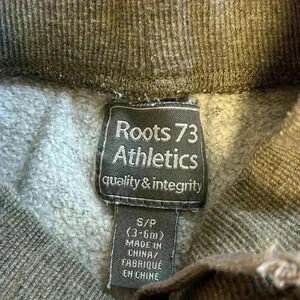 Roots 73
Athletics
quality & integrity
S/P
(3-6m)
MADE IN
CHINA/
FABRIQUÉ
EN CHINE